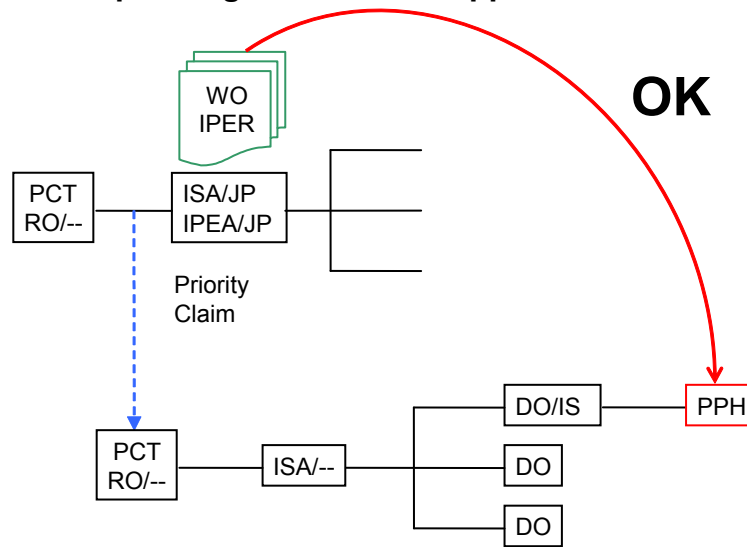 OK
WO
IPER
PCT
RO/--
ISA/JP
IPEA/JP
Priority
Claim
DO/IS
PPH
PCT
RO/--
ISA/--
DO
DO